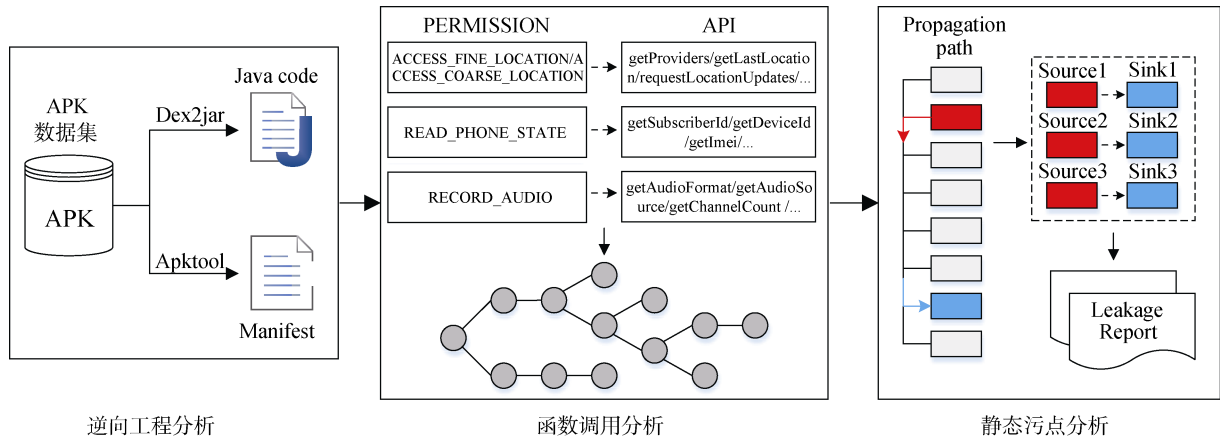 APK
数据集
APK
Dex2jar
Java code
Apktool
Manifest
逆向工程分析
PERMISSION
API
ACCESS_FINE_LOCATION/A
CCESS_COARSE_LOCATION
getProviders/getLastLocation
n/requestLocationUpdates/...
READ_PHONE_STATE
getSubscriberId/getDeviceId
/getImei/...
RECORD_AUDIO
getAudioFormat/getAudioSo
urce/getChannelCount /...
函数调用分析
Propagation
path
Source1
Sink1
Source2
Sink2
Source3
Sink3
Leakage
Report
静态污点分析